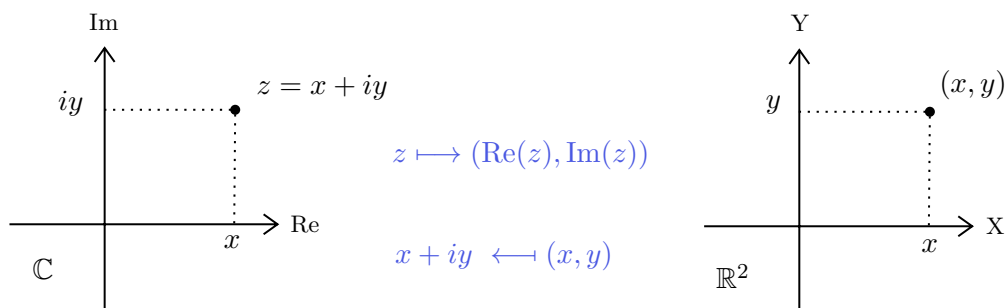 Im
iy
z = x + iy
x
Re
ℂ
z ⟼ (Re(z), Im(z))
x + iy ⟻ (x, y)
Y
y
(x, y)
x
X
ℝ²